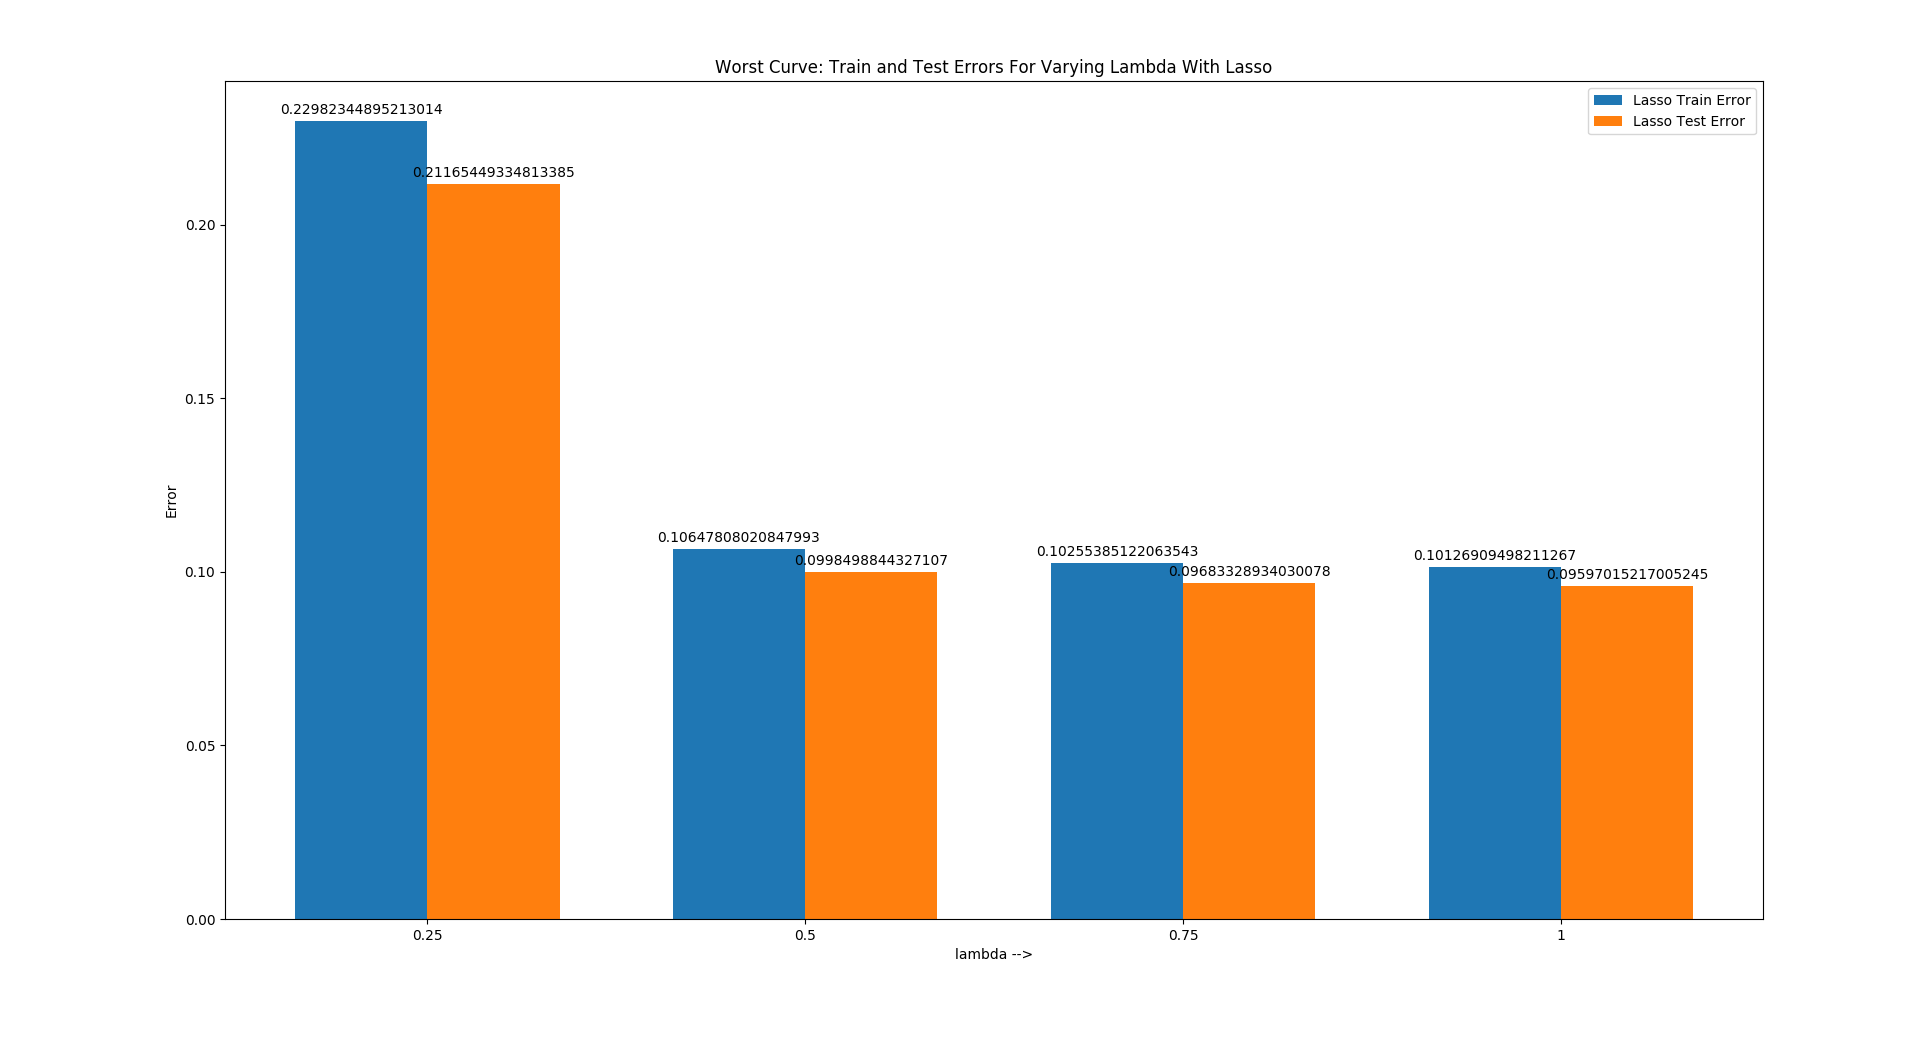 Worst Curve: Train and Test Errors For Varying Lambda With Lasso
Lasso Train Error
Lasso Test Error
0.22982344895213014
0.21165449334813385
0.10647808020847993
0.0998498844327107
0.10255385122063543
0.09683328934030078
0.10126909498211267
0.09597015217005245
Error
0.20
0.15
0.10
0.05
0.00
0.25 0.5 0.75 1
lambda -->